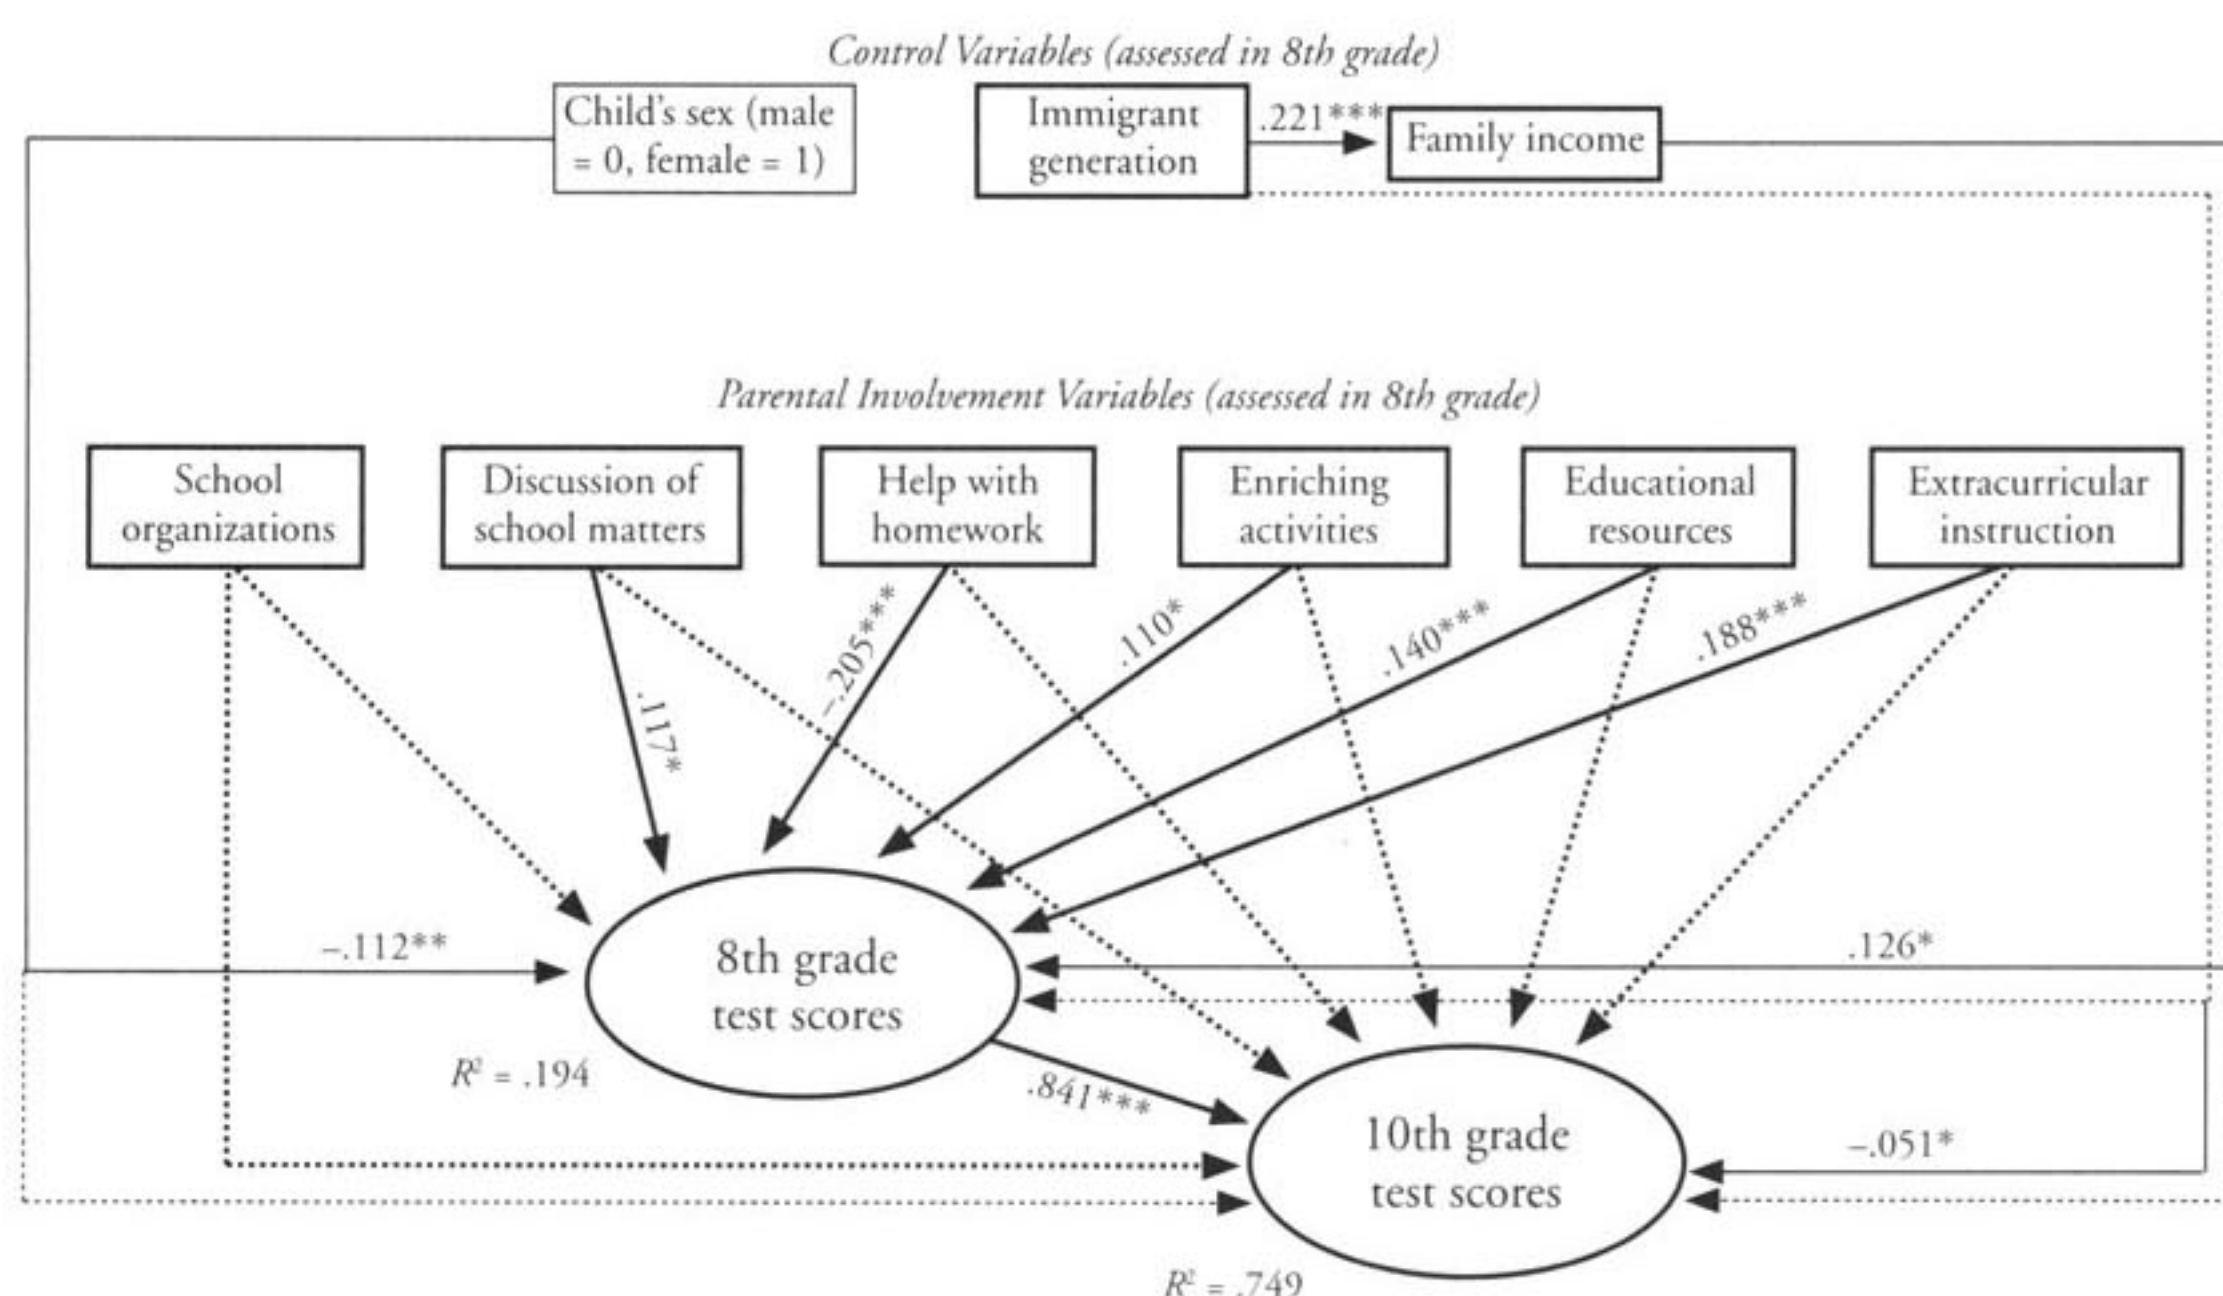 Control Variables (assessed in 8th grade)
Child's sex (male
= 0, female = 1)
Immigrant
generation
.221***
Family income
Parental Involvement Variables (assessed in 8th grade)
School
organizations
Discussion of
school matters
Help with
homework
Enriching
activities
Educational
resources
Extracurricular
instruction
.117*
–.205***
.110*
.140***
.188***
–.112**
8th grade
test scores
.126*
R² = .194
.841***
10th grade
test scores
–.051*
R² = .749